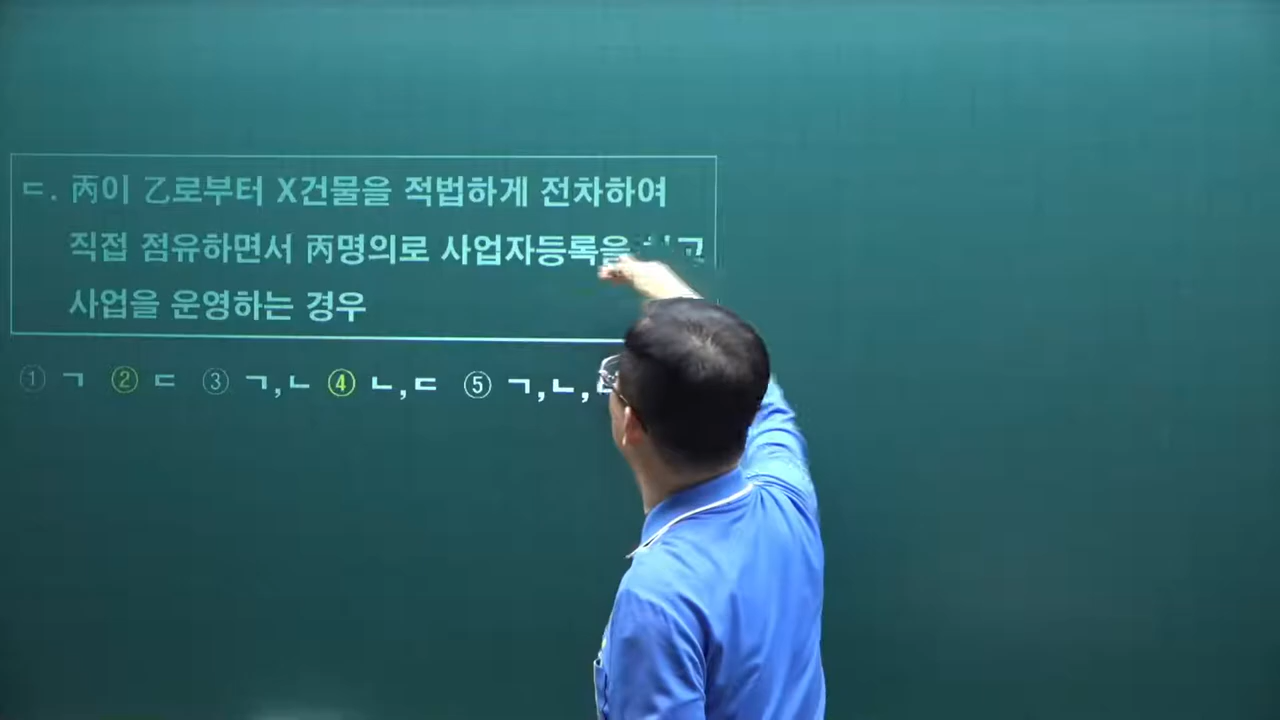 ㄷ. 丙이 乙로부터 X건물을 적법하게 전차하여
직접 점유하면서 丙명의로 사업자등록을 고
사업을 운영하는 경우
① ㄱ ② ㄷ ③ ㄱ,ㄴ ④ ㄴ,ㄷ ⑤ ㄱ,ㄴ,